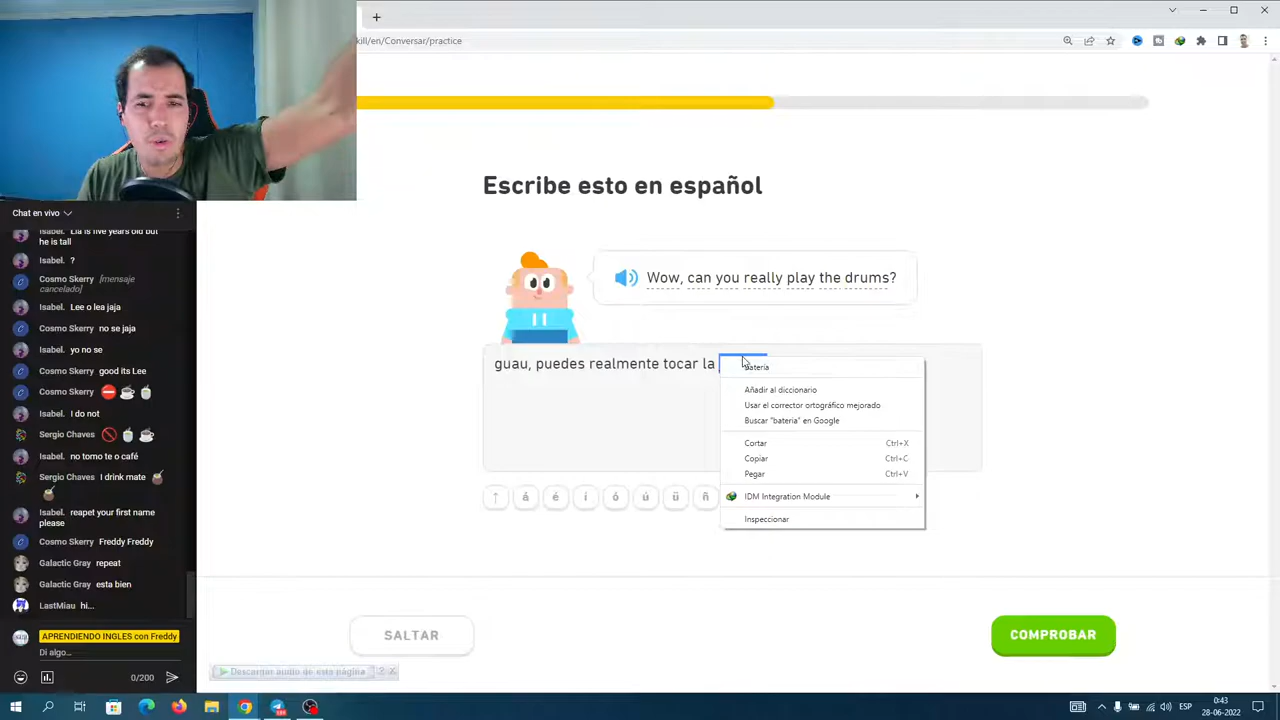 kill/en/Conversar/practice
Escribe esto en español
Wow, can you really play the drums?
guau, puedes realmente tocar la
batería
Añadir al diccionario
Usar el corrector ortográfico mejorado
Buscar "bateria" en Google
Cortar Ctrl+X
Copiar Ctrl+C
Pegar Ctrl+V
IDM Integration Module
Inspeccionar
á é í ó ú ü ñ
SALTAR
COMPROBAR
Descargar audio de esta página ? X
Chat en vivo
Isabel. Lia is five years old but
he is tall
Isabel. ?
Cosmo Skerry [mensaje
cancelado]
Isabel. Lee o lea jaja
Cosmo Skerry no se jaja
Isabel. yo no se
Cosmo Skerry good its Lee
Cosmo Skerry
Isabel. I do not
Sergio Chaves
Isabel. no tomo te o café
Sergio Chaves I drink mate
Isabel. reapet your first name
please
Cosmo Skerry Freddy Freddy
Galactic Gray repeat
Galactic Gray esta bien
LastMiau hi...
APRENDIENDO INGLES con Freddy
Di algo...
0/200
ESP
0:43
28-06-2022